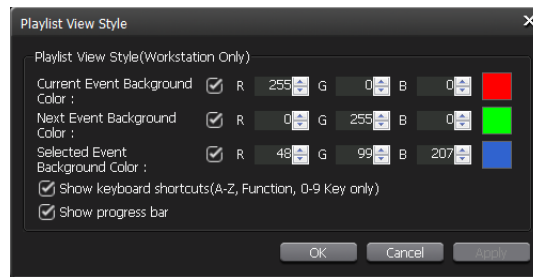 Playlist View Style
Playlist View Style(Workstation Only)
Current Event Background Color : R 255 G 0 B 0
Next Event Background Color : R 0 G 255 B 0
Selected Event Background Color : R 48 G 99 B 207
Show keyboard shortcuts(A-Z, Function, 0-9 Key only)
Show progress bar
OK Cancel Apply